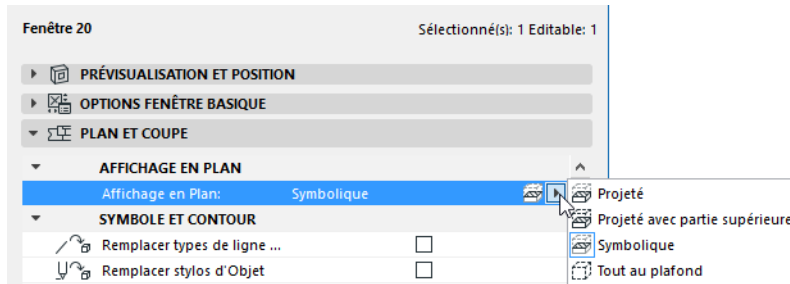 Fenêtre 20 Sélectionné(s): 1 Editable: 1
PRÉVISUALISATION ET POSITION
OPTIONS FENÊTRE BASIQUE
PLAN ET COUPE
AFFICHAGE EN PLAN
Affichage en Plan: Symbolique
SYMBOLE ET CONTOUR
Remplacer types de ligne ...
Remplacer stylos d'Objet
Projeté
Projeté avec partie supérieure
Symbolique
Tout au plafond